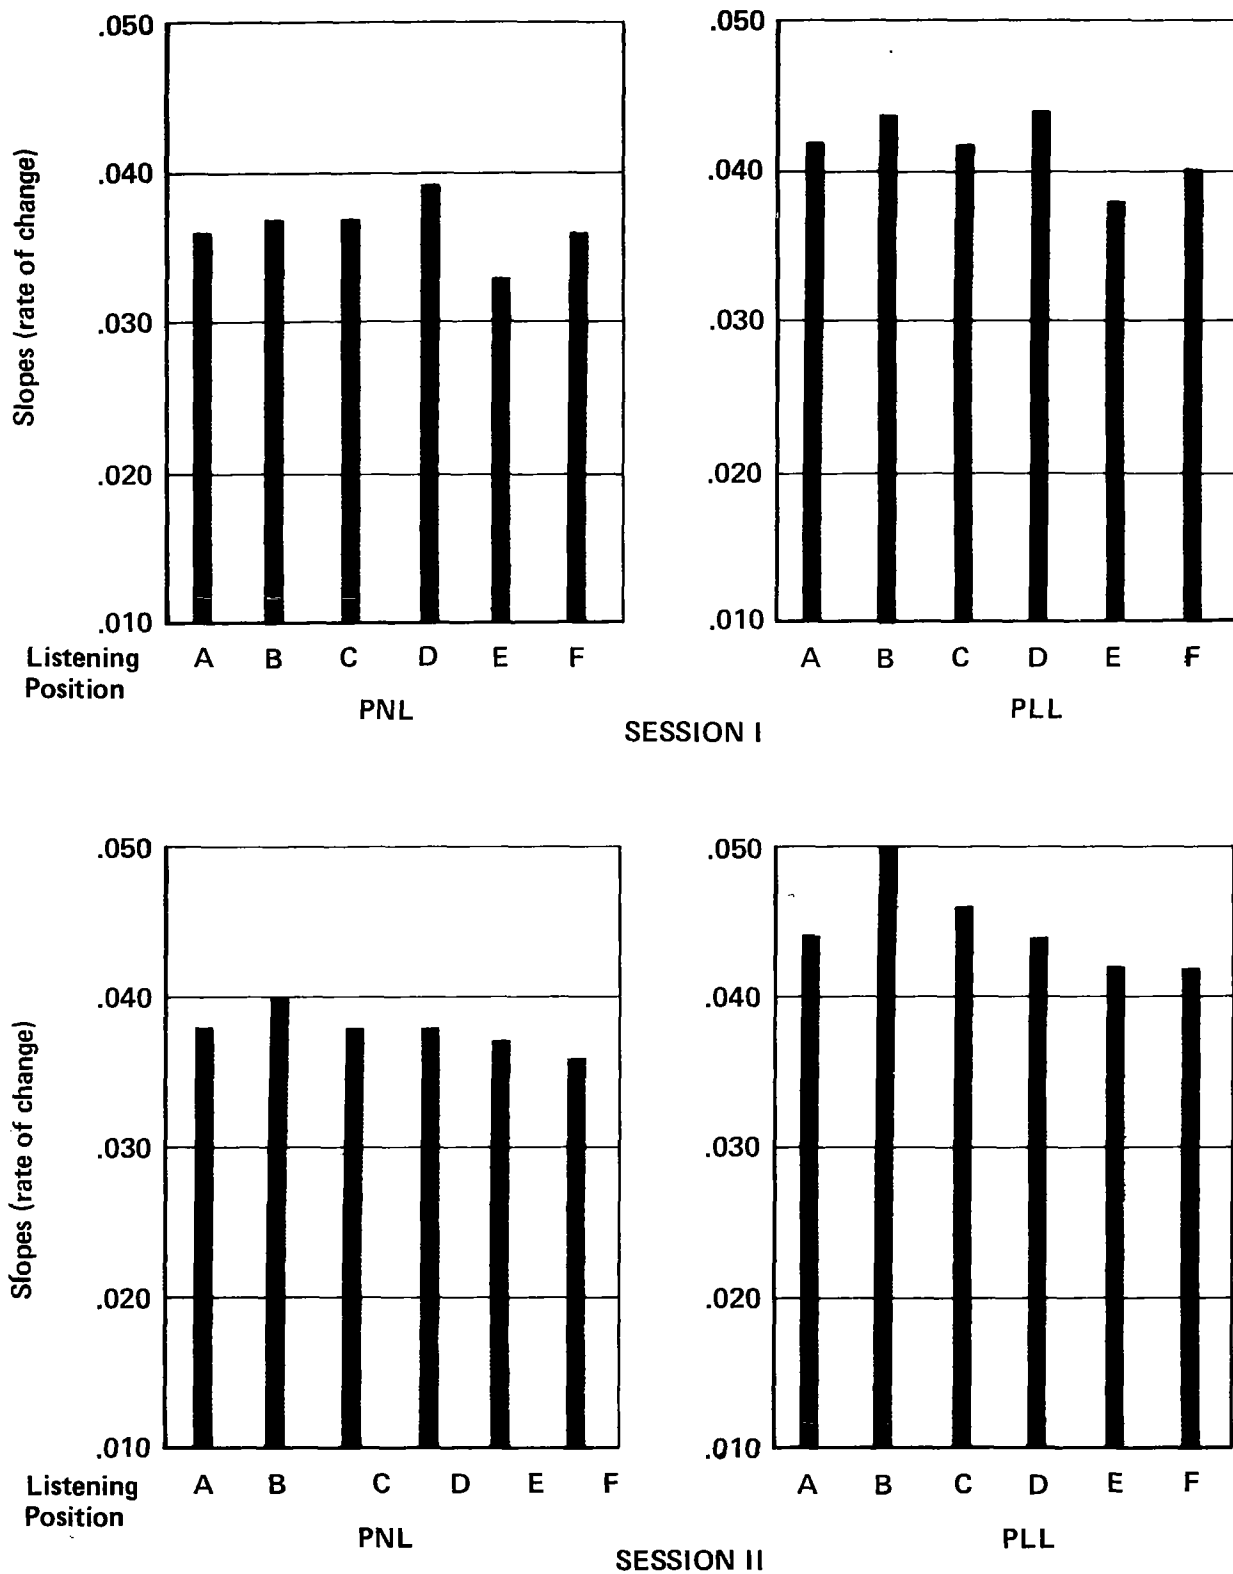 .050 .050
.040 .040
.030 .030
.020 .020
.010 .010
Slopes (rate of change)
Listening Position A B C D E F A B C D E F
PNL PLL
SESSION I
.050 .050
.040 .040
.030 .030
.020 .020
.010 .010
Slopes (rate of change)
Listening Position A B C D E F A B C D E F
PNL PLL
SESSION II